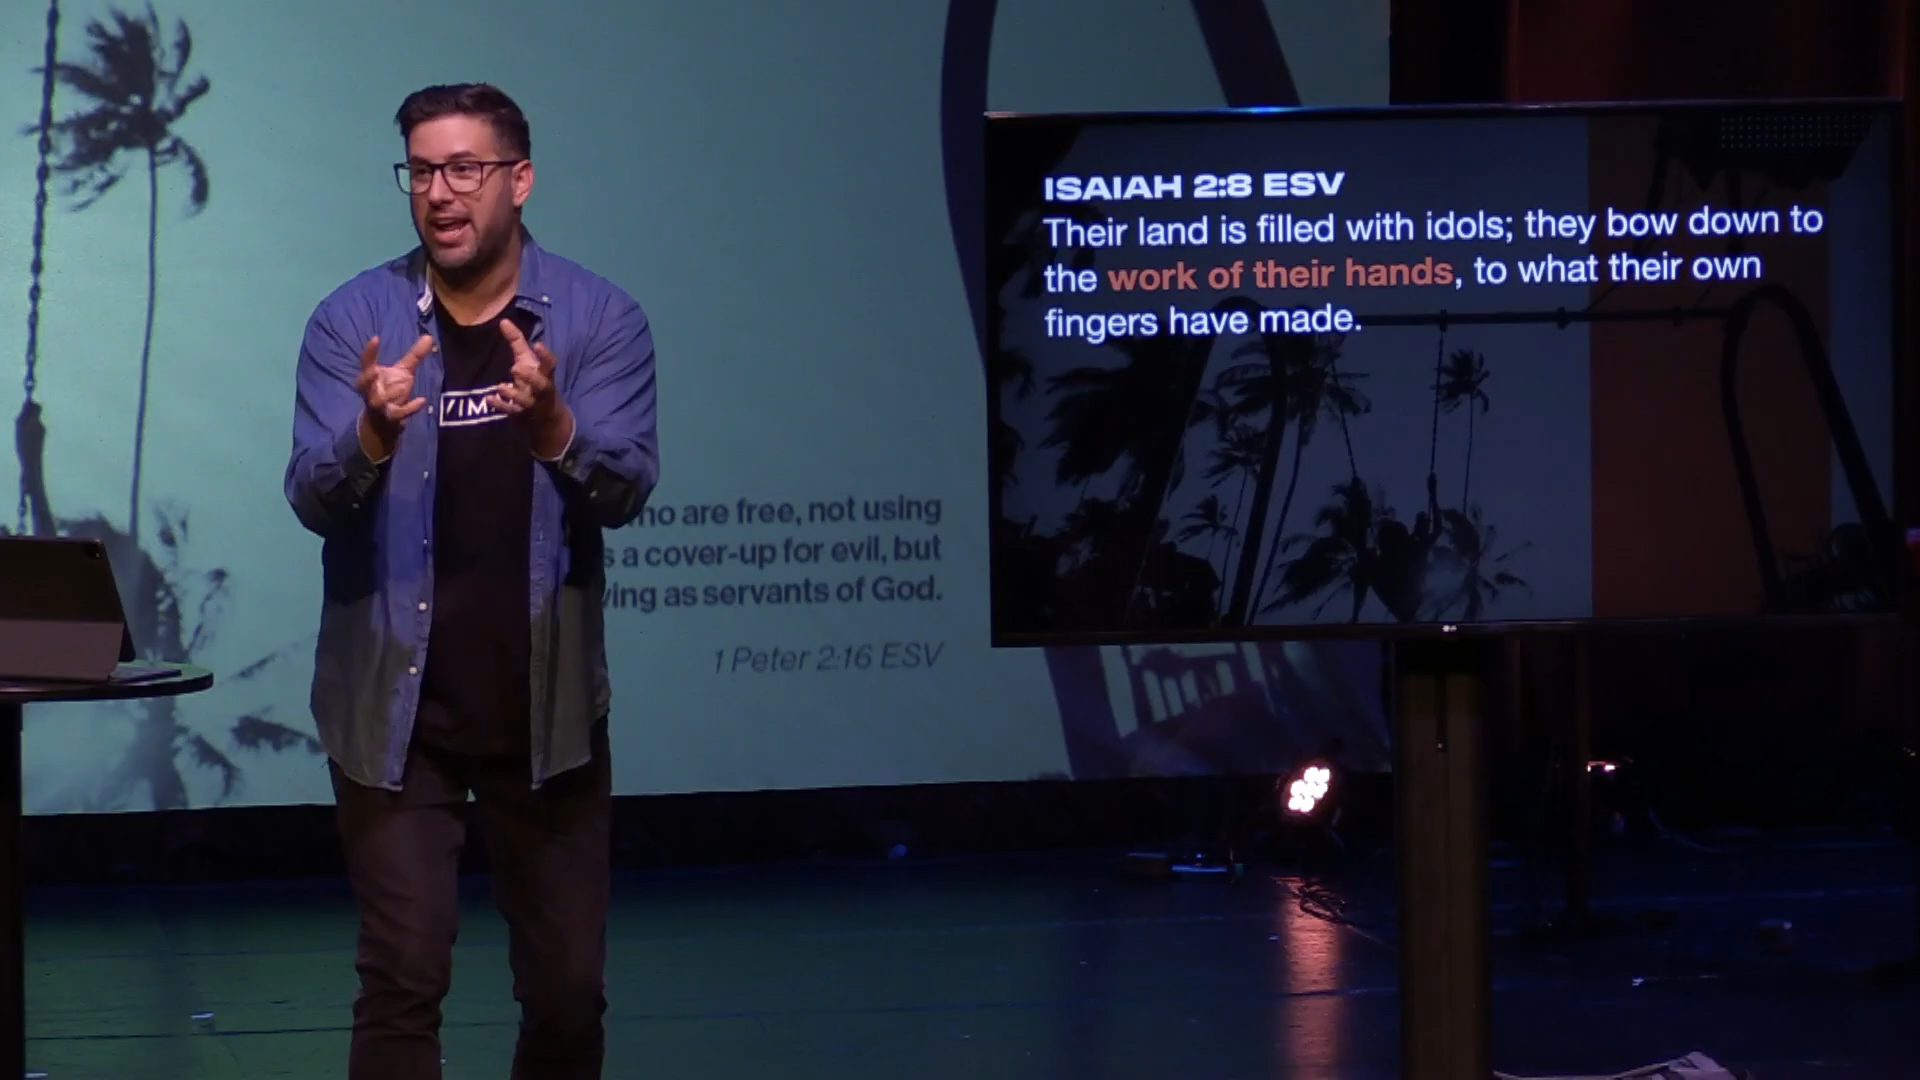 ISAIAH 2:8 ESV
Their land is filled with idols; they bow down to
the work of their hands, to what their own
fingers have made.
who are free, not using
a cover-up for evil, but
as servants of God.
1 Peter 2:16 ESV